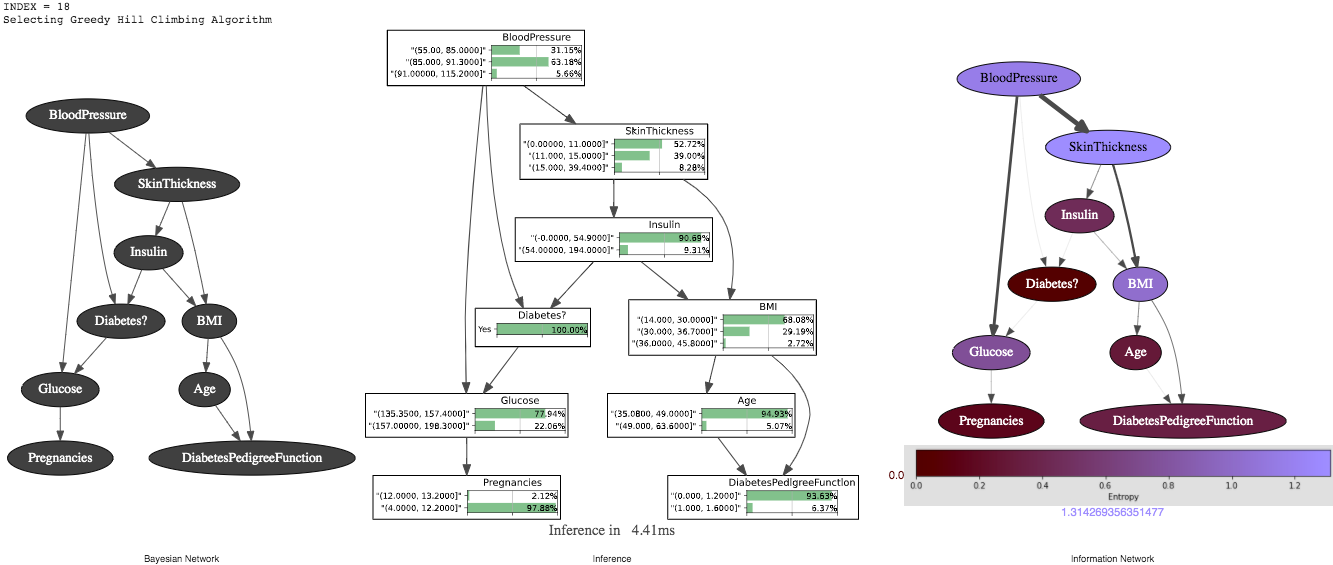 INDEX = 18
Selecting Greedy Hill Climbing Algorithm
BloodPressure
SkinThickness
Insulin
Diabetes?
BMI
Glucose
Age
Pregnancies
DiabetesPedigreeFunction
Bayesian Network
BloodPressure
"(55.00, 85.0000]" 31.15%
"(85.000, 91.3000]" 63.18%
"(91.00000, 115.2000]" 5.66%
SkinThickness
"(0.00000, 11.0000]" 52.72%
"(11.000, 15.0000]" 39.00%
"(15.000, 39.4000]" 8.28%
Insulin
"(-0.0000, 54.9000]" 90.69%
"(54.00000, 194.0000]" 9.31%
Diabetes?
Yes 100.00%
BMI
"(14.000, 30.0000]" 68.08%
"(30.000, 36.7000]" 29.19%
"(36.0000, 45.8000]" 2.72%
Glucose
"(135.3500, 157.4000]" 77.94%
"(157.00000, 198.3000]" 22.06%
Age
"(35.0800, 49.0000]" 94.93%
"(49.000, 63.6000]" 5.07%
Pregnancies
"(12.0000, 13.2000]" 2.12%
"(4.0000, 12.2000]" 97.88%
DiabetesPedigreeFunction
"(0.000, 1.2000]" 93.63%
"(1.000, 1.6000]" 6.37%
Inference in 4.41ms
Inference
BloodPressure
SkinThickness
Insulin
Diabetes?
BMI
Glucose
Age
Pregnancies
DiabetesPedigreeFunction
0.0
0.0 0.2 0.4 0.6 0.8 1.0 1.2
Entropy
1.314269356351477
Information Network